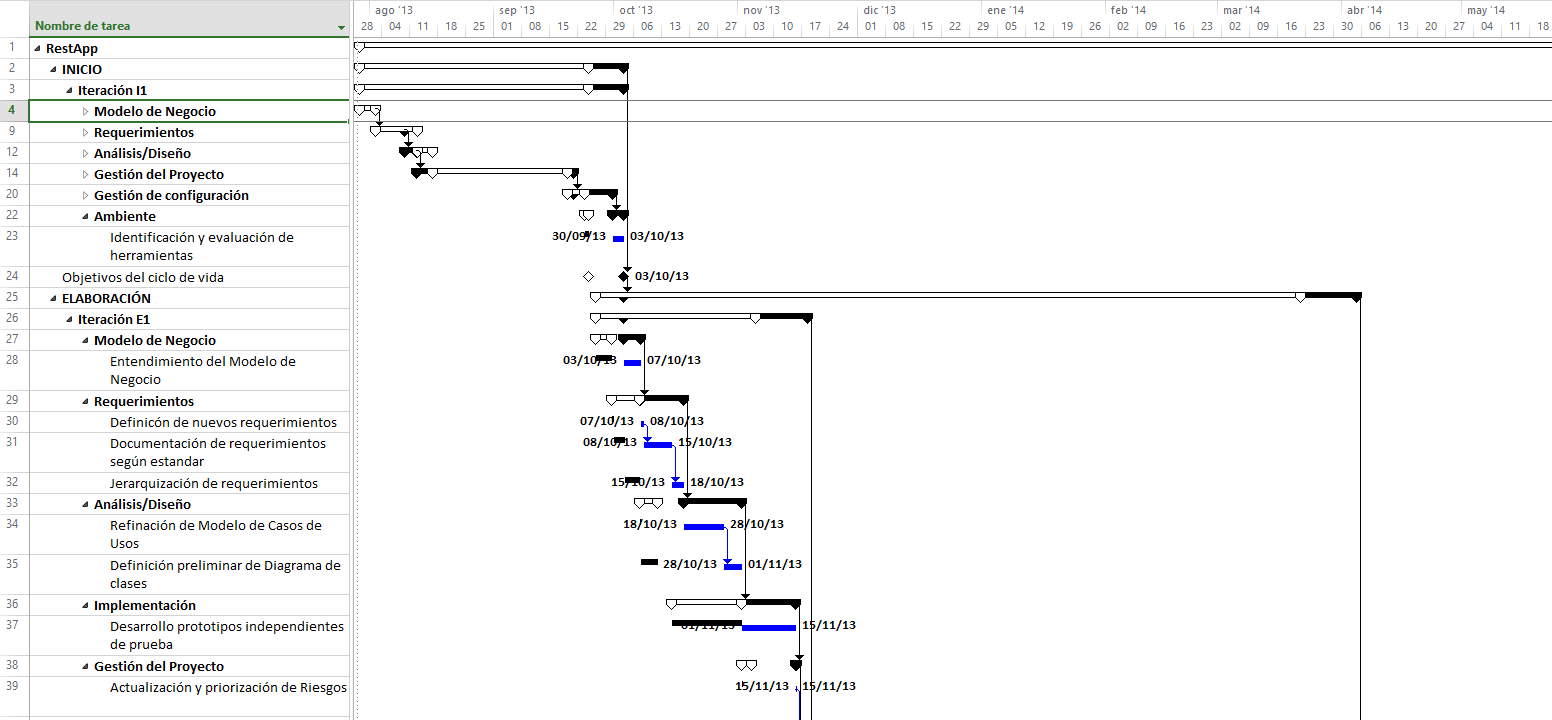 ago '13 sep '13 oct '13 nov '13 dic '13 ene '14 feb '14 mar '14 abr '14 may '14
Nombre de tarea 28 04 11 18 25 01 08 15 22 29 06 13 20 27 03 10 17 24 01 08 15 22 29 05 12 19 26 02 09 16 23 02 09 16 23 30 06 13 20 27 04 11 18
1 RestApp
2 INICIO
3 Iteración I1
4 Modelo de Negocio
9 Requerimientos
12 Análisis/Diseño
14 Gestión del Proyecto
20 Gestión de configuración
22 Ambiente
23 Identificación y evaluación de 30/09/13 03/10/13
herramientas
24 Objetivos del ciclo de vida 03/10/13
25 ELABORACIÓN
26 Iteración E1
27 Modelo de Negocio
28 Entendimiento del Modelo de 03/10/13 07/10/13
Negocio
29 Requerimientos
30 Definicón de nuevos requerimientos 07/10/13 08/10/13
31 Documentación de requerimientos 08/10/13 15/10/13
según estandar
32 Jerarquización de requerimientos 15/10/13 18/10/13
33 Análisis/Diseño
34 Refinación de Modelo de Casos de 18/10/13 28/10/13
Usos
35 Definición preliminar de Diagrama de 28/10/13 01/11/13
clases
36 Implementación
37 Desarrollo prototipos independientes 01/11/13 15/11/13
de prueba
38 Gestión del Proyecto
39 Actualización y priorización de Riesgos 15/11/13 15/11/13